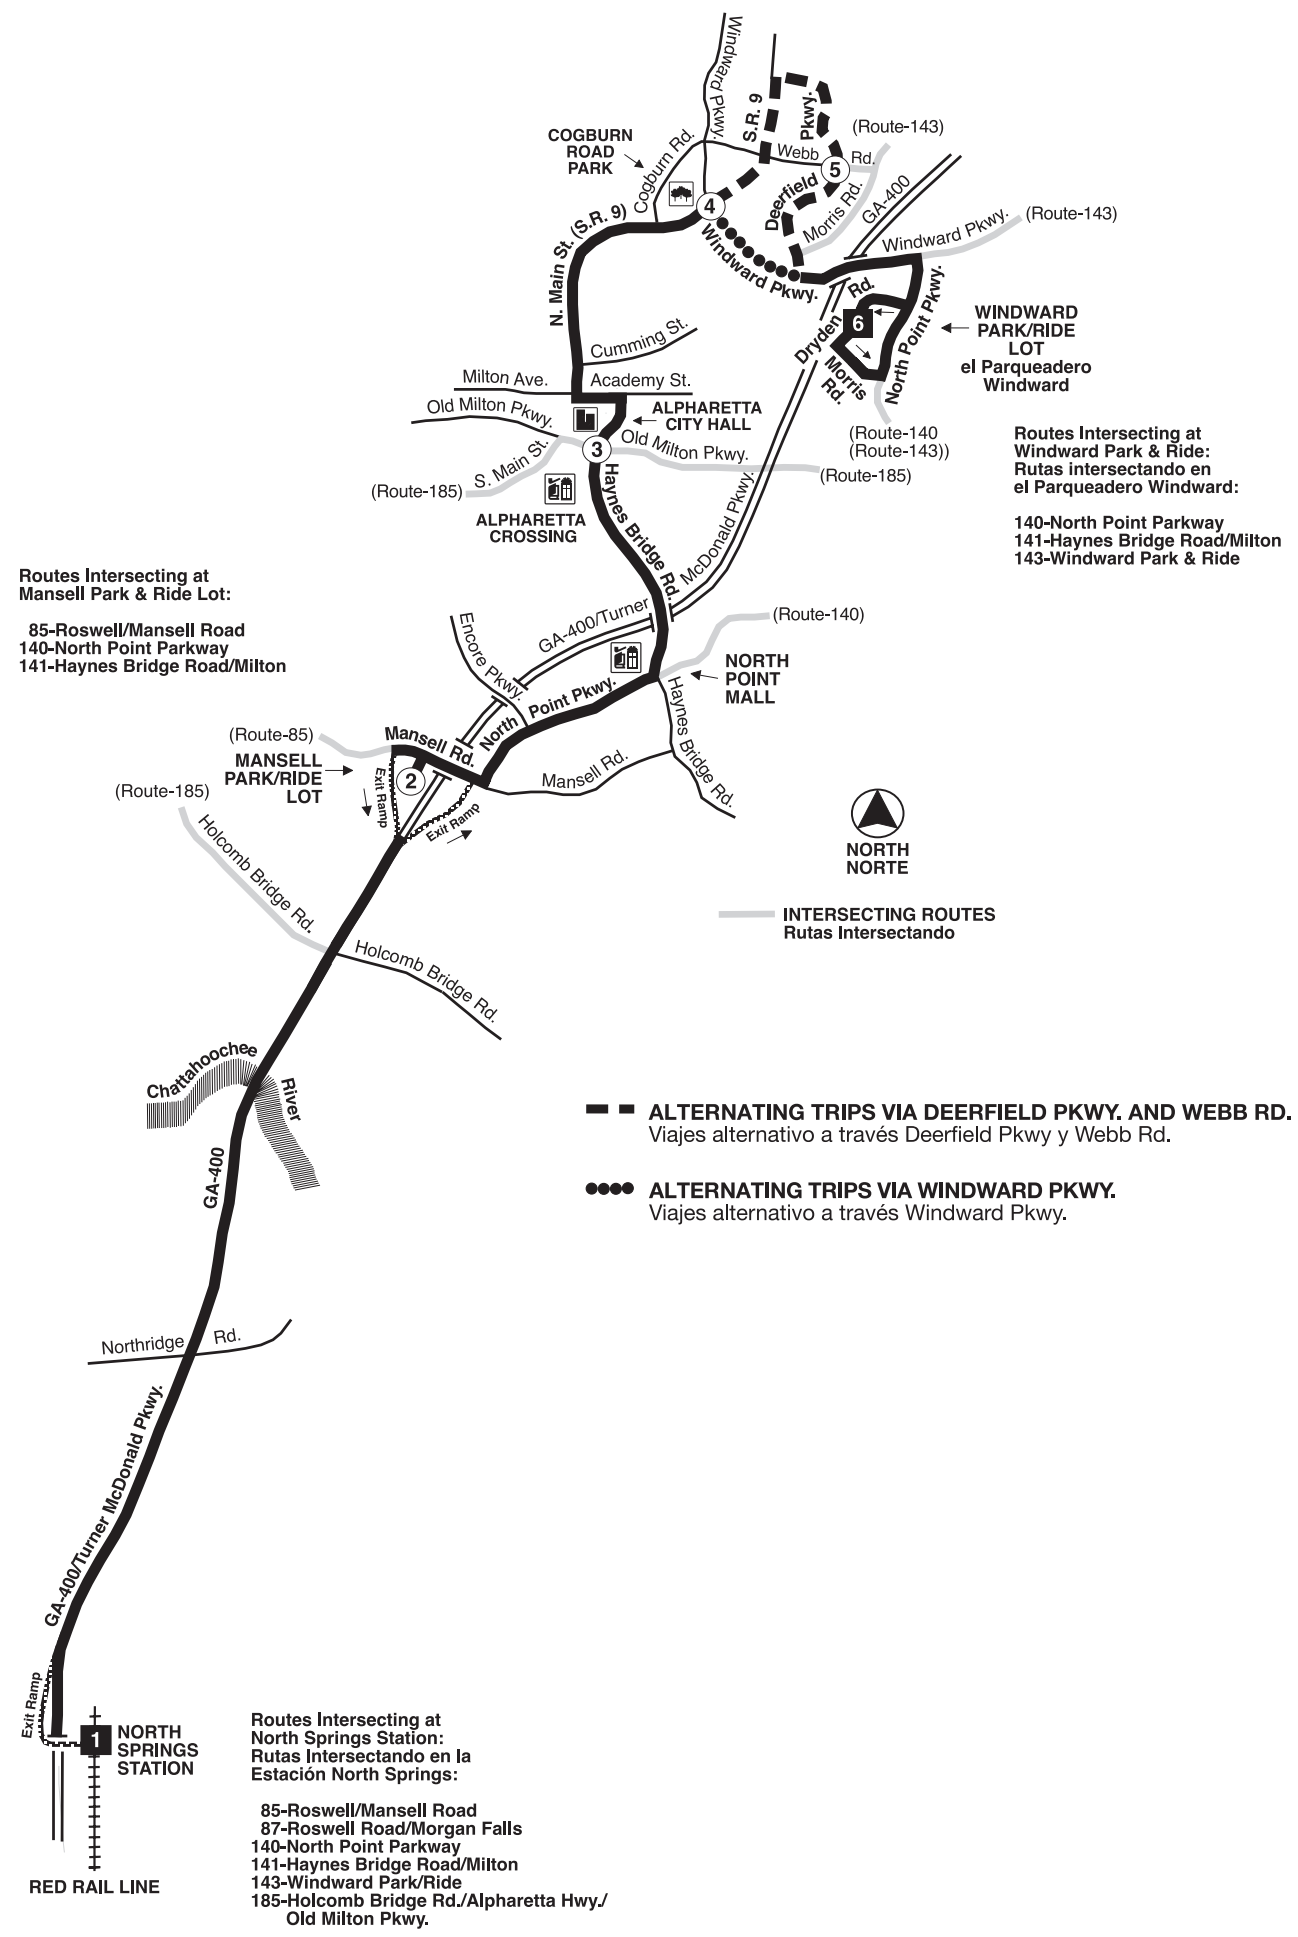 Windward Pkwy.
S.R. 9
Pkwy.
(Route-143)
COGBURN
ROAD
PARK
Cogburn Rd.
Webb Rd.
5
Deerfield
Morris Rd.
GA-400
4
Windward Pkwy.
(Route-143)
N. Main St. (S.R. 9)
Windward Pkwy.
Dryden Rd.
6
North Point Pkwy.
Morris
Rd.
WINDWARD
PARK/RIDE
LOT
el Parqueadero
Windward
Cumming St.
Milton Ave.
Academy St.
Old Milton Pkwy.
ALPHARETTA
CITY HALL
3
Old Milton Pkwy.
(Route-140
(Route-143))
S. Main St.
(Route-185)
(Route-185)
Routes Intersecting at
Windward Park & Ride:
Rutas intersectando en
el Parqueadero Windward:
140-North Point Parkway
141-Haynes Bridge Road/Milton
143-Windward Park & Ride
ALPHARETTA
CROSSING
Haynes Bridge Rd.
McDonald Pkwy.
Routes Intersecting at
Mansell Park & Ride Lot:
85-Roswell/Mansell Road
140-North Point Parkway
141-Haynes Bridge Road/Milton
Encore Pkwy.
GA-400/Turner
(Route-140)
NORTH
POINT
MALL
North Point Pkwy.
Haynes Bridge Rd.
(Route-85)
Mansell Rd.
MANSELL
PARK/RIDE
LOT
2
Exit Ramp
Exit Ramp
Mansell Rd.
(Route-185)
Holcomb Bridge Rd.
NORTH
NORTE
INTERSECTING ROUTES
Rutas Intersectando
Holcomb Bridge Rd.
Chattahoochee
River
GA-400
ALTERNATING TRIPS VIA DEERFIELD PKWY. AND WEBB RD.
Viajes alternativo a través Deerfield Pkwy y Webb Rd.
ALTERNATING TRIPS VIA WINDWARD PKWY.
Viajes alternativo a través Windward Pkwy.
Northridge Rd.
GA-400/Turner McDonald Pkwy.
Exit Ramp
1
NORTH
SPRINGS
STATION
RED RAIL LINE
Routes Intersecting at
North Springs Station:
Rutas Intersectando en la
Estación North Springs:
85-Roswell/Mansell Road
87-Roswell Road/Morgan Falls
140-North Point Parkway
141-Haynes Bridge Road/Milton
143-Windward Park/Ride
185-Holcomb Bridge Rd./Alpharetta Hwy./
Old Milton Pkwy.